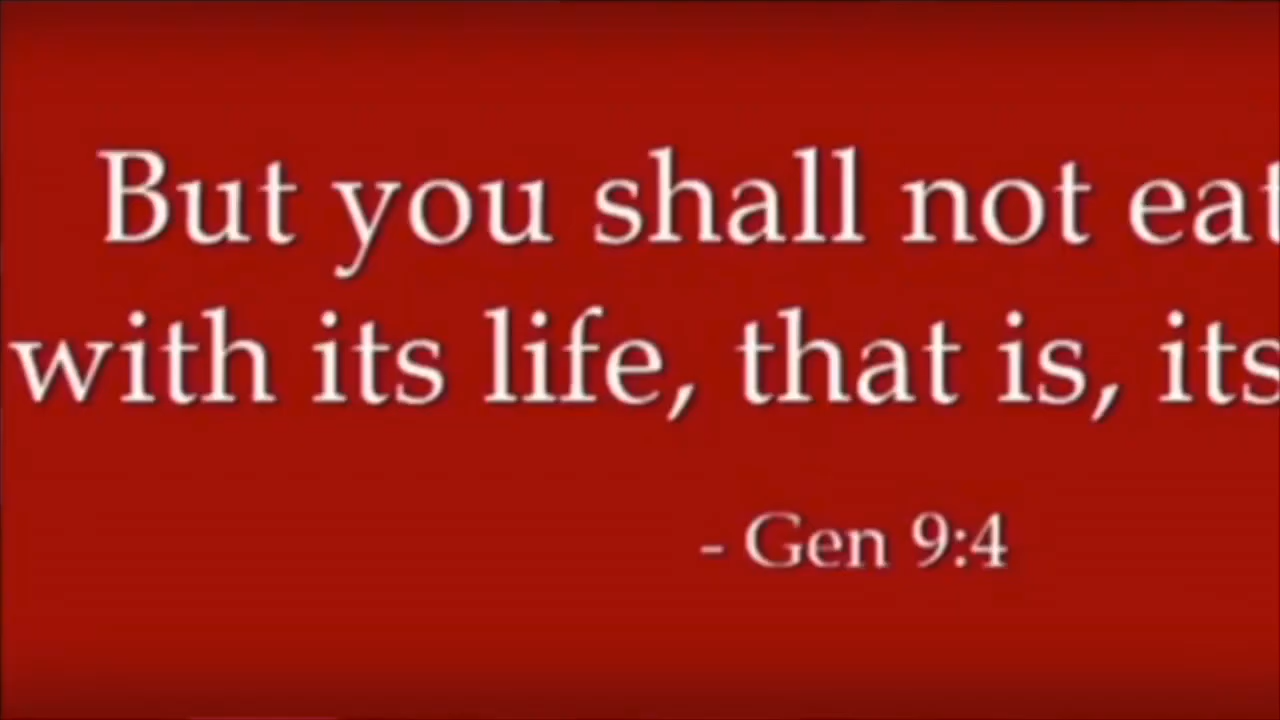 But you shall not eat
with its life, that is, its
- Gen 9:4